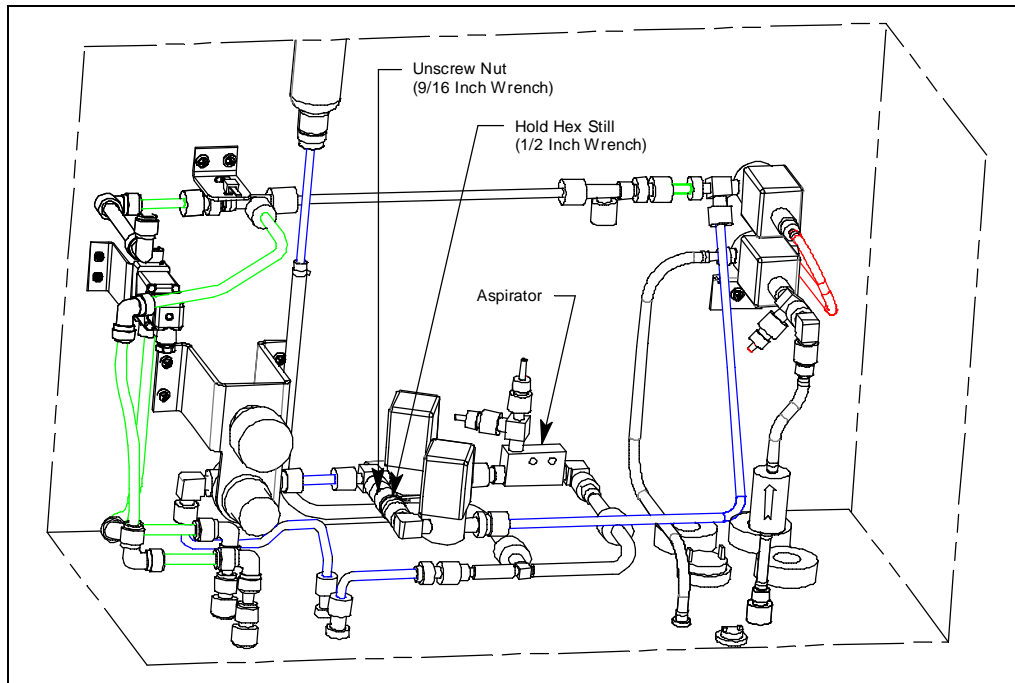 Unscrew Nut
(9/16 Inch Wrench)
Hold Hex Still
(1/2 Inch Wrench)
Aspirator